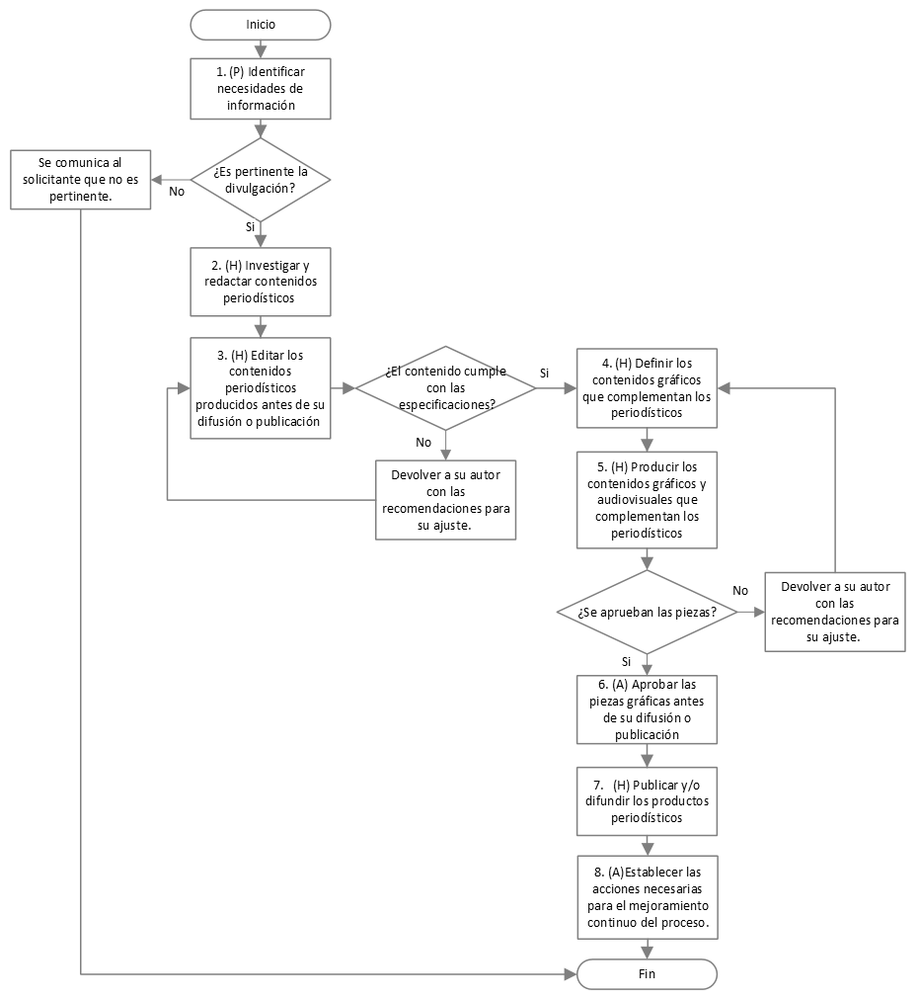 Inicio
1. (P) Identificar
necesidades de
información
¿Es pertinente la
divulgación?
No
Se comunica al
solicitante que no es
pertinente.
Si
2. (H) Investigar y
redactar contenidos
periodísticos
3. (H) Editar los
contenidos
periodísticos
producidos antes de su
difusión o publicación
¿El contenido cumple
con las
especificaciones?
Si
No
Devolver a su autor
con las
recomendaciones para
su ajuste.
4. (H) Definir los
contenidos gráficos
que complementan los
periodísticos
5. (H) Producir los
contenidos gráficos y
audiovisuales que
complementan los
periodísticos
¿Se aprueban las piezas?
No
Devolver a su autor
con las
recomendaciones para
su ajuste.
Si
6. (A) Aprobar las
piezas gráficas antes
de su difusión o
publicación
7. (H) Publicar y/o
difundir los productos
periodísticos
8. (A)Establecer las
acciones necesarias
para el mejoramiento
continuo del proceso.
Fin